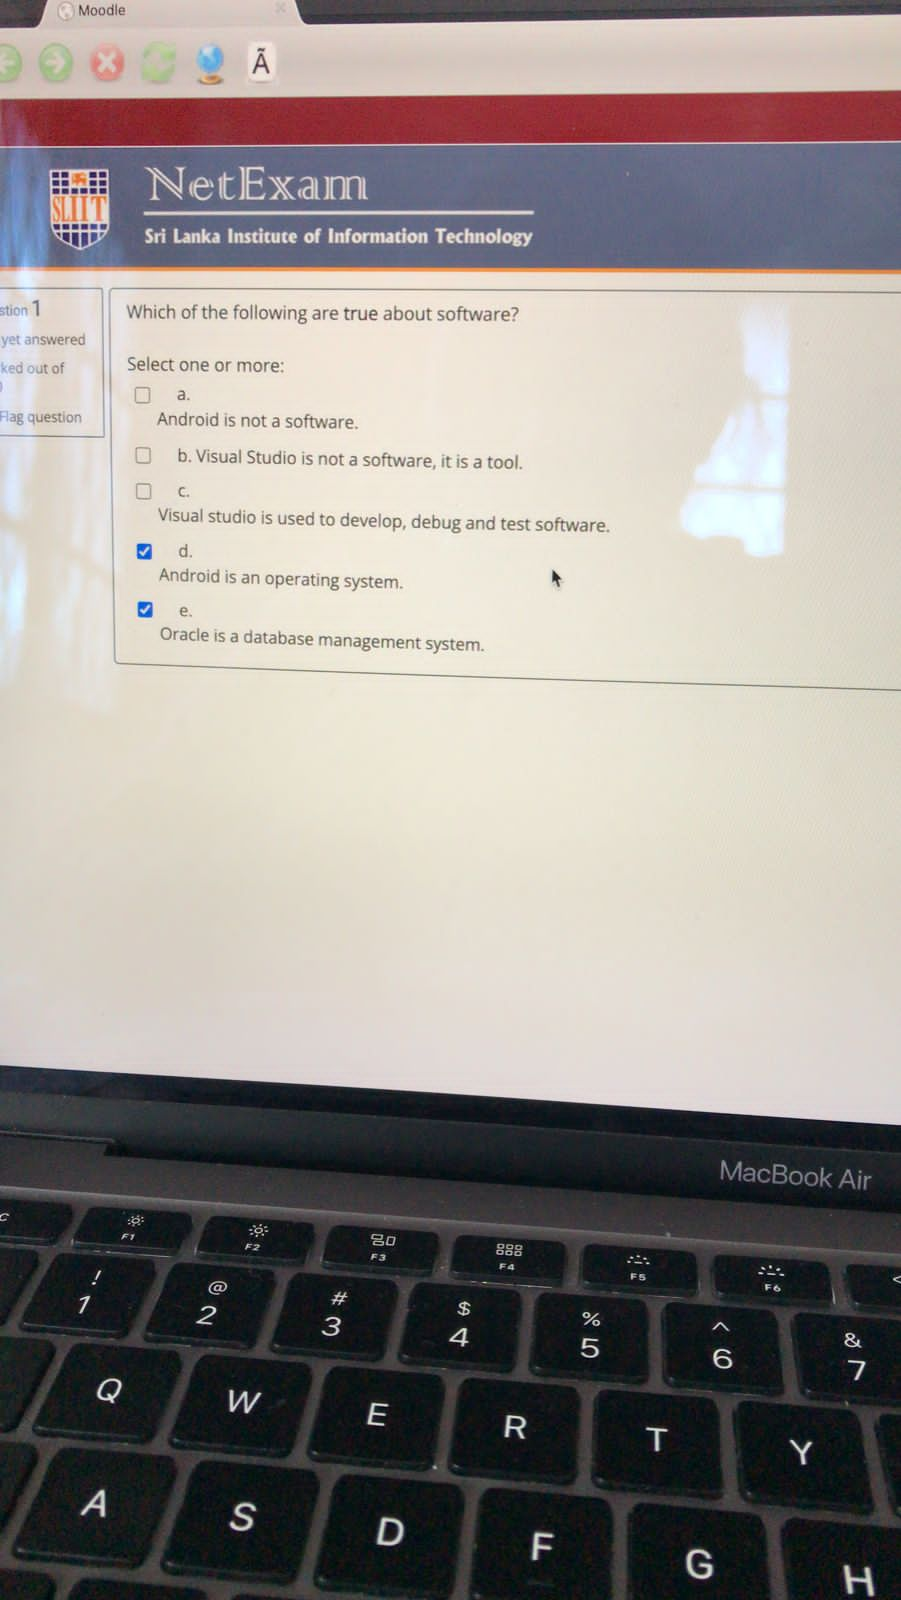 Moodle
Ã
SLIIT
NetExam
Sri Lanka Institute of Information Technology
stion 1
yet answered
ked out of
Flag question
Which of the following are true about software?
Select one or more:
a.
Android is not a software.
b. Visual Studio is not a software, it is a tool.
c.
Visual studio is used to develop, debug and test software.
d.
Android is an operating system.
e.
Oracle is a database management system.
MacBook Air
F1 F2 F3 F4 F5 F6
! @ # $ % ^ &
1 2 3 4 5 6 7
Q W E R T Y
A S D F G H